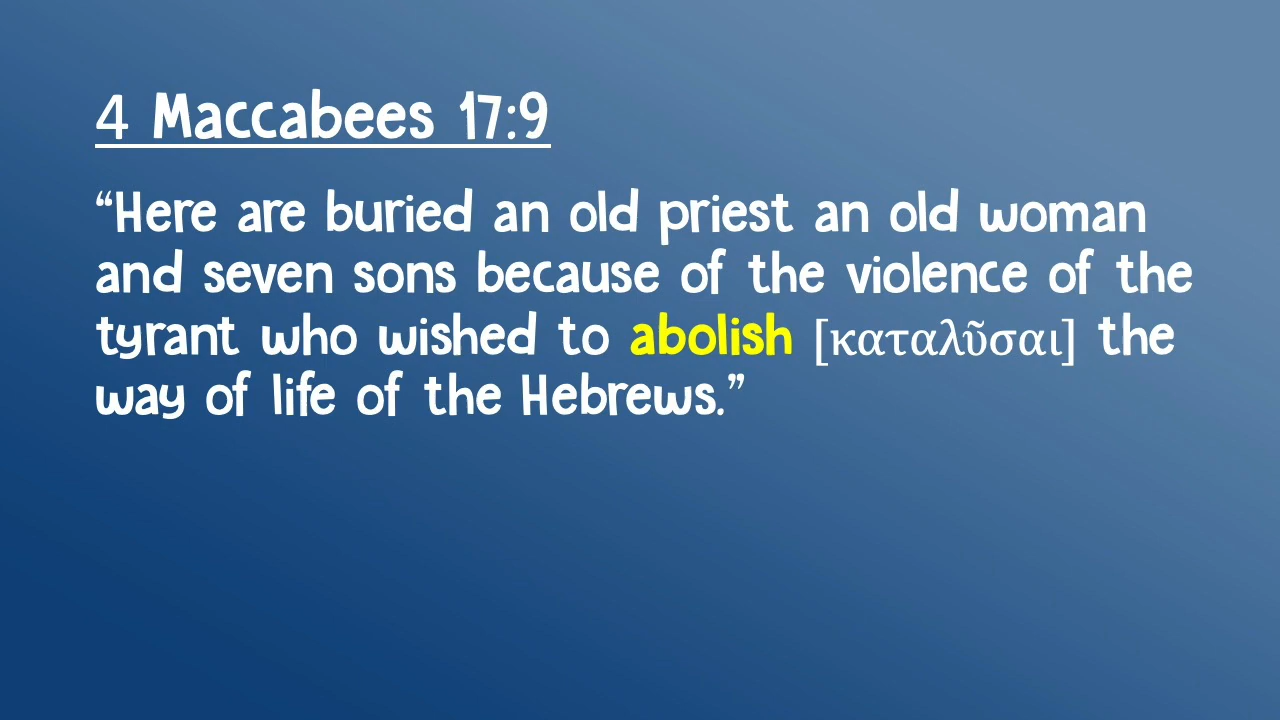 4 Maccabees 17:9
“Here are buried an old priest an old woman
and seven sons because of the violence of the
tyrant who wished to abolish [καταλῦσαι] the
way of life of the Hebrews.”